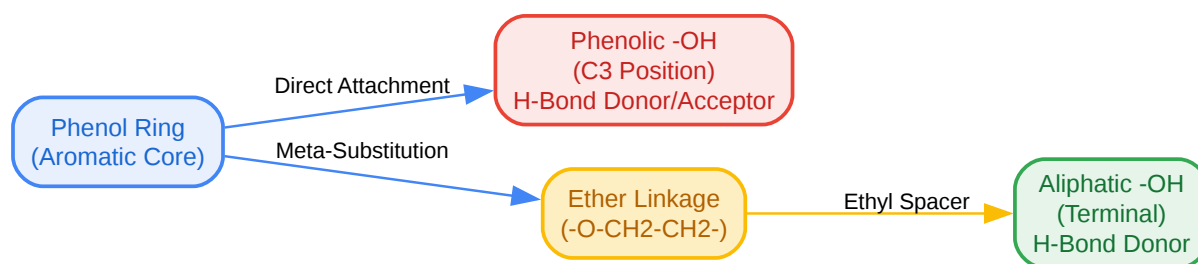 Phenol Ring
(Aromatic Core)
Direct Attachment
Meta-Substitution
Phenolic -OH
(C3 Position)
H-Bond Donor/Acceptor
Ether Linkage
(-O-CH2-CH2-)
Ethyl Spacer
Aliphatic -OH
(Terminal)
H-Bond Donor